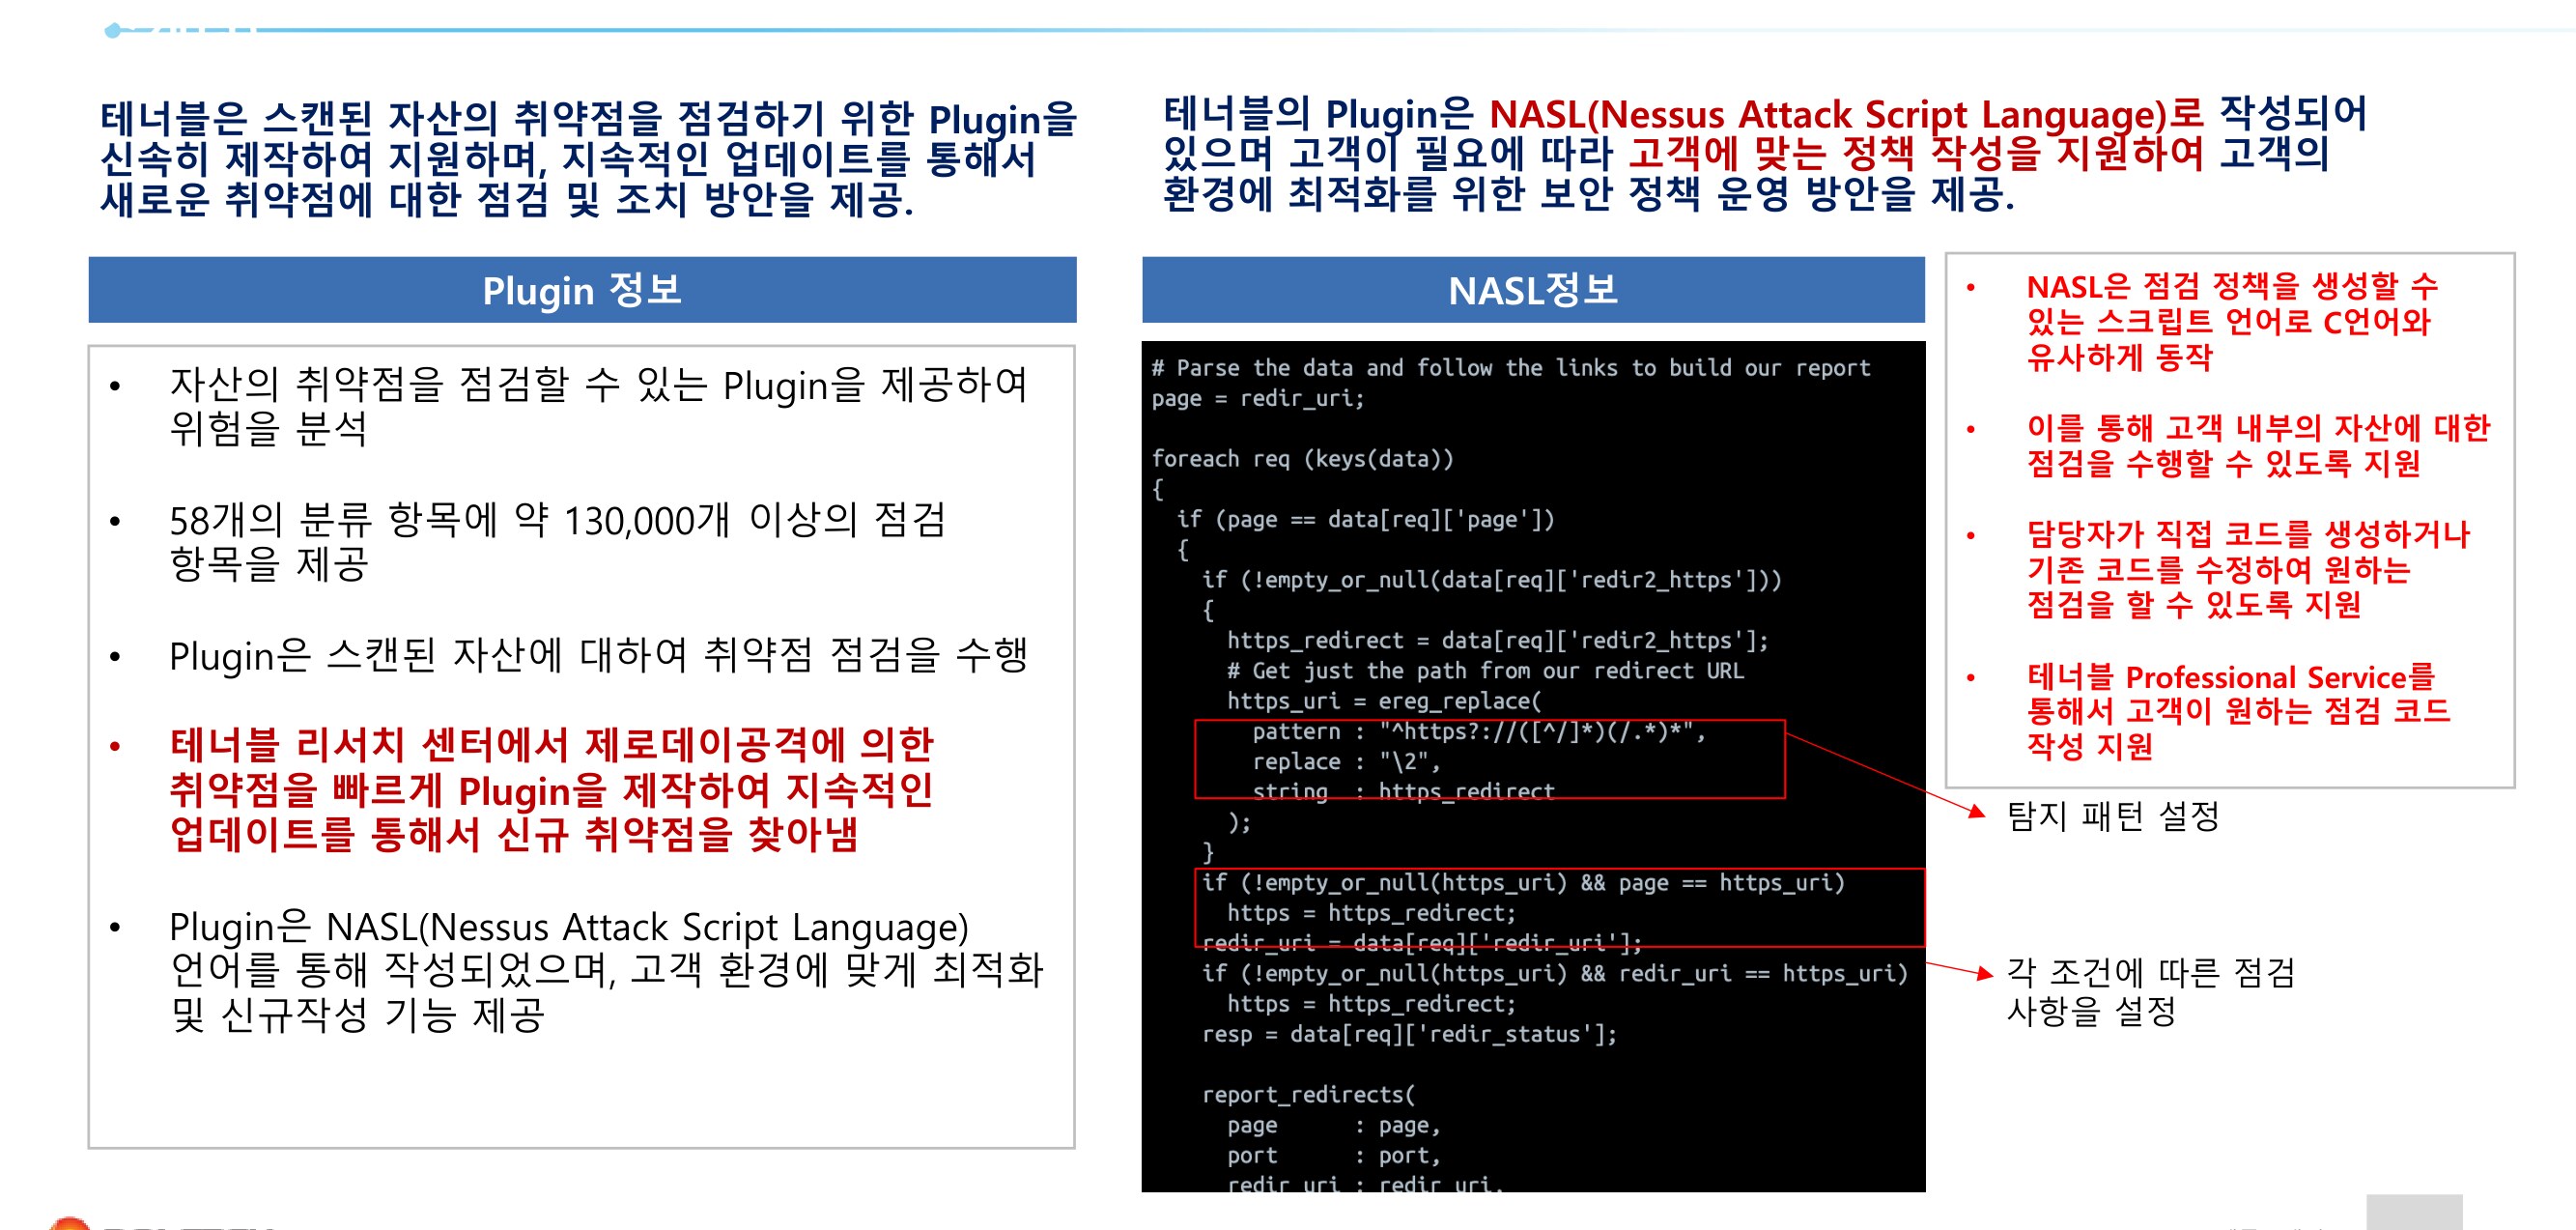 테너블은 스캔된 자산의 취약점을 점검하기 위한 Plugin을
신속히 제작하여 지원하며, 지속적인 업데이트를 통해서
새로운 취약점에 대한 점검 및 조치 방안을 제공.
테너블의 Plugin은 NASL(Nessus Attack Script Language)로 작성되어
있으며 고객이 필요에 따라 고객에 맞는 정책 작성을 지원하여 고객의
환경에 최적화를 위한 보안 정책 운영 방안을 제공.
Plugin 정보
• 자산의 취약점을 점검할 수 있는 Plugin을 제공하여
위험을 분석
• 58개의 분류 항목에 약 130,000개 이상의 점검
항목을 제공
• Plugin은 스캔된 자산에 대하여 취약점 점검을 수행
• 테너블 리서치 센터에서 제로데이공격에 의한
취약점을 빠르게 Plugin을 제작하여 지속적인
업데이트를 통해서 신규 취약점을 찾아냄
• Plugin은 NASL(Nessus Attack Script Language)
언어를 통해 작성되었으며, 고객 환경에 맞게 최적화
및 신규작성 기능 제공
NASL정보
# Parse the data and follow the links to build our report
page = redir_uri;
foreach req (keys(data))
{
if (page == data[req]['page'])
{
if (!empty_or_null(data[req]['redir2_https']))
{
https_redirect = data[req]['redir2_https'];
# Get just the path from our redirect URL
https_uri = ereg_replace(
pattern : "^https?://([^/]*)(/.*)*",
replace : "\2",
string : https_redirect
);
}
if (!empty_or_null(https_uri) && page == https_uri)
https = https_redirect;
redir_uri = data[req]['redir_uri'];
if (!empty_or_null(https_uri) && redir_uri == https_uri)
https = https_redirect;
resp = data[req]['redir_status'];
report_redirects(
page : page,
port : port,
redir_uri : redir_uri,
• NASL은 점검 정책을 생성할 수
있는 스크립트 언어로 C언어와
유사하게 동작
• 이를 통해 고객 내부의 자산에 대한
점검을 수행할 수 있도록 지원
• 담당자가 직접 코드를 생성하거나
기존 코드를 수정하여 원하는
점검을 할 수 있도록 지원
• 테너블 Professional Service를
통해서 고객이 원하는 점검 코드
작성 지원
탐지 패턴 설정
각 조건에 따른 점검
사항을 설정